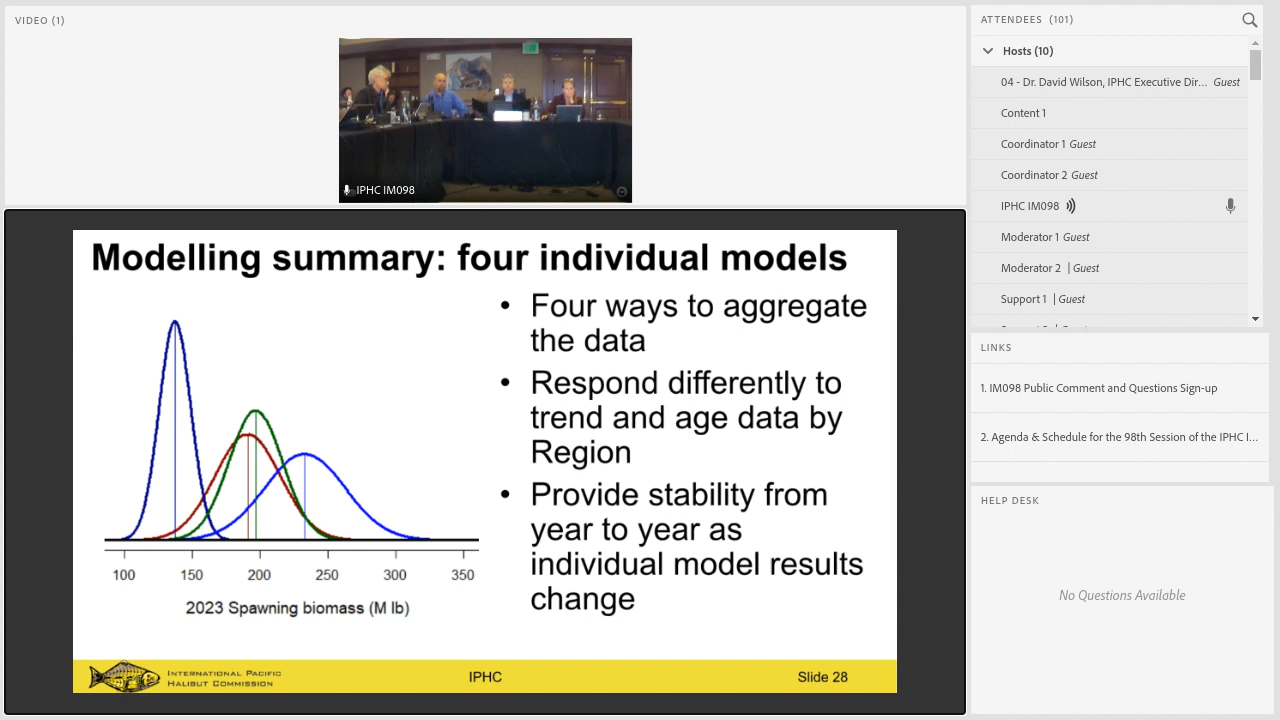 VIDEO (1)
IPHC IM098
Modelling summary: four individual models
• Four ways to aggregate
the data
• Respond differently to
trend and age data by
Region
• Provide stability from
year to year as
individual model results
change
100 150 200 250 300 350
2023 Spawning biomass (M lb)
INTERNATIONAL PACIFIC
HALIBUT COMMISSION
IPHC
Slide 28
ATTENDEES (101)
Hosts (10)
04 - Dr. David Wilson, IPHC Executive Dir... Guest
Content 1
Coordinator 1 Guest
Coordinator 2 Guest
IPHC IM098
Moderator 1 Guest
Moderator 2 | Guest
Support 1 | Guest
LINKS
1. IM098 Public Comment and Questions Sign-up
2. Agenda & Schedule for the 98th Session of the IPHC I...
HELP DESK
No Questions Available